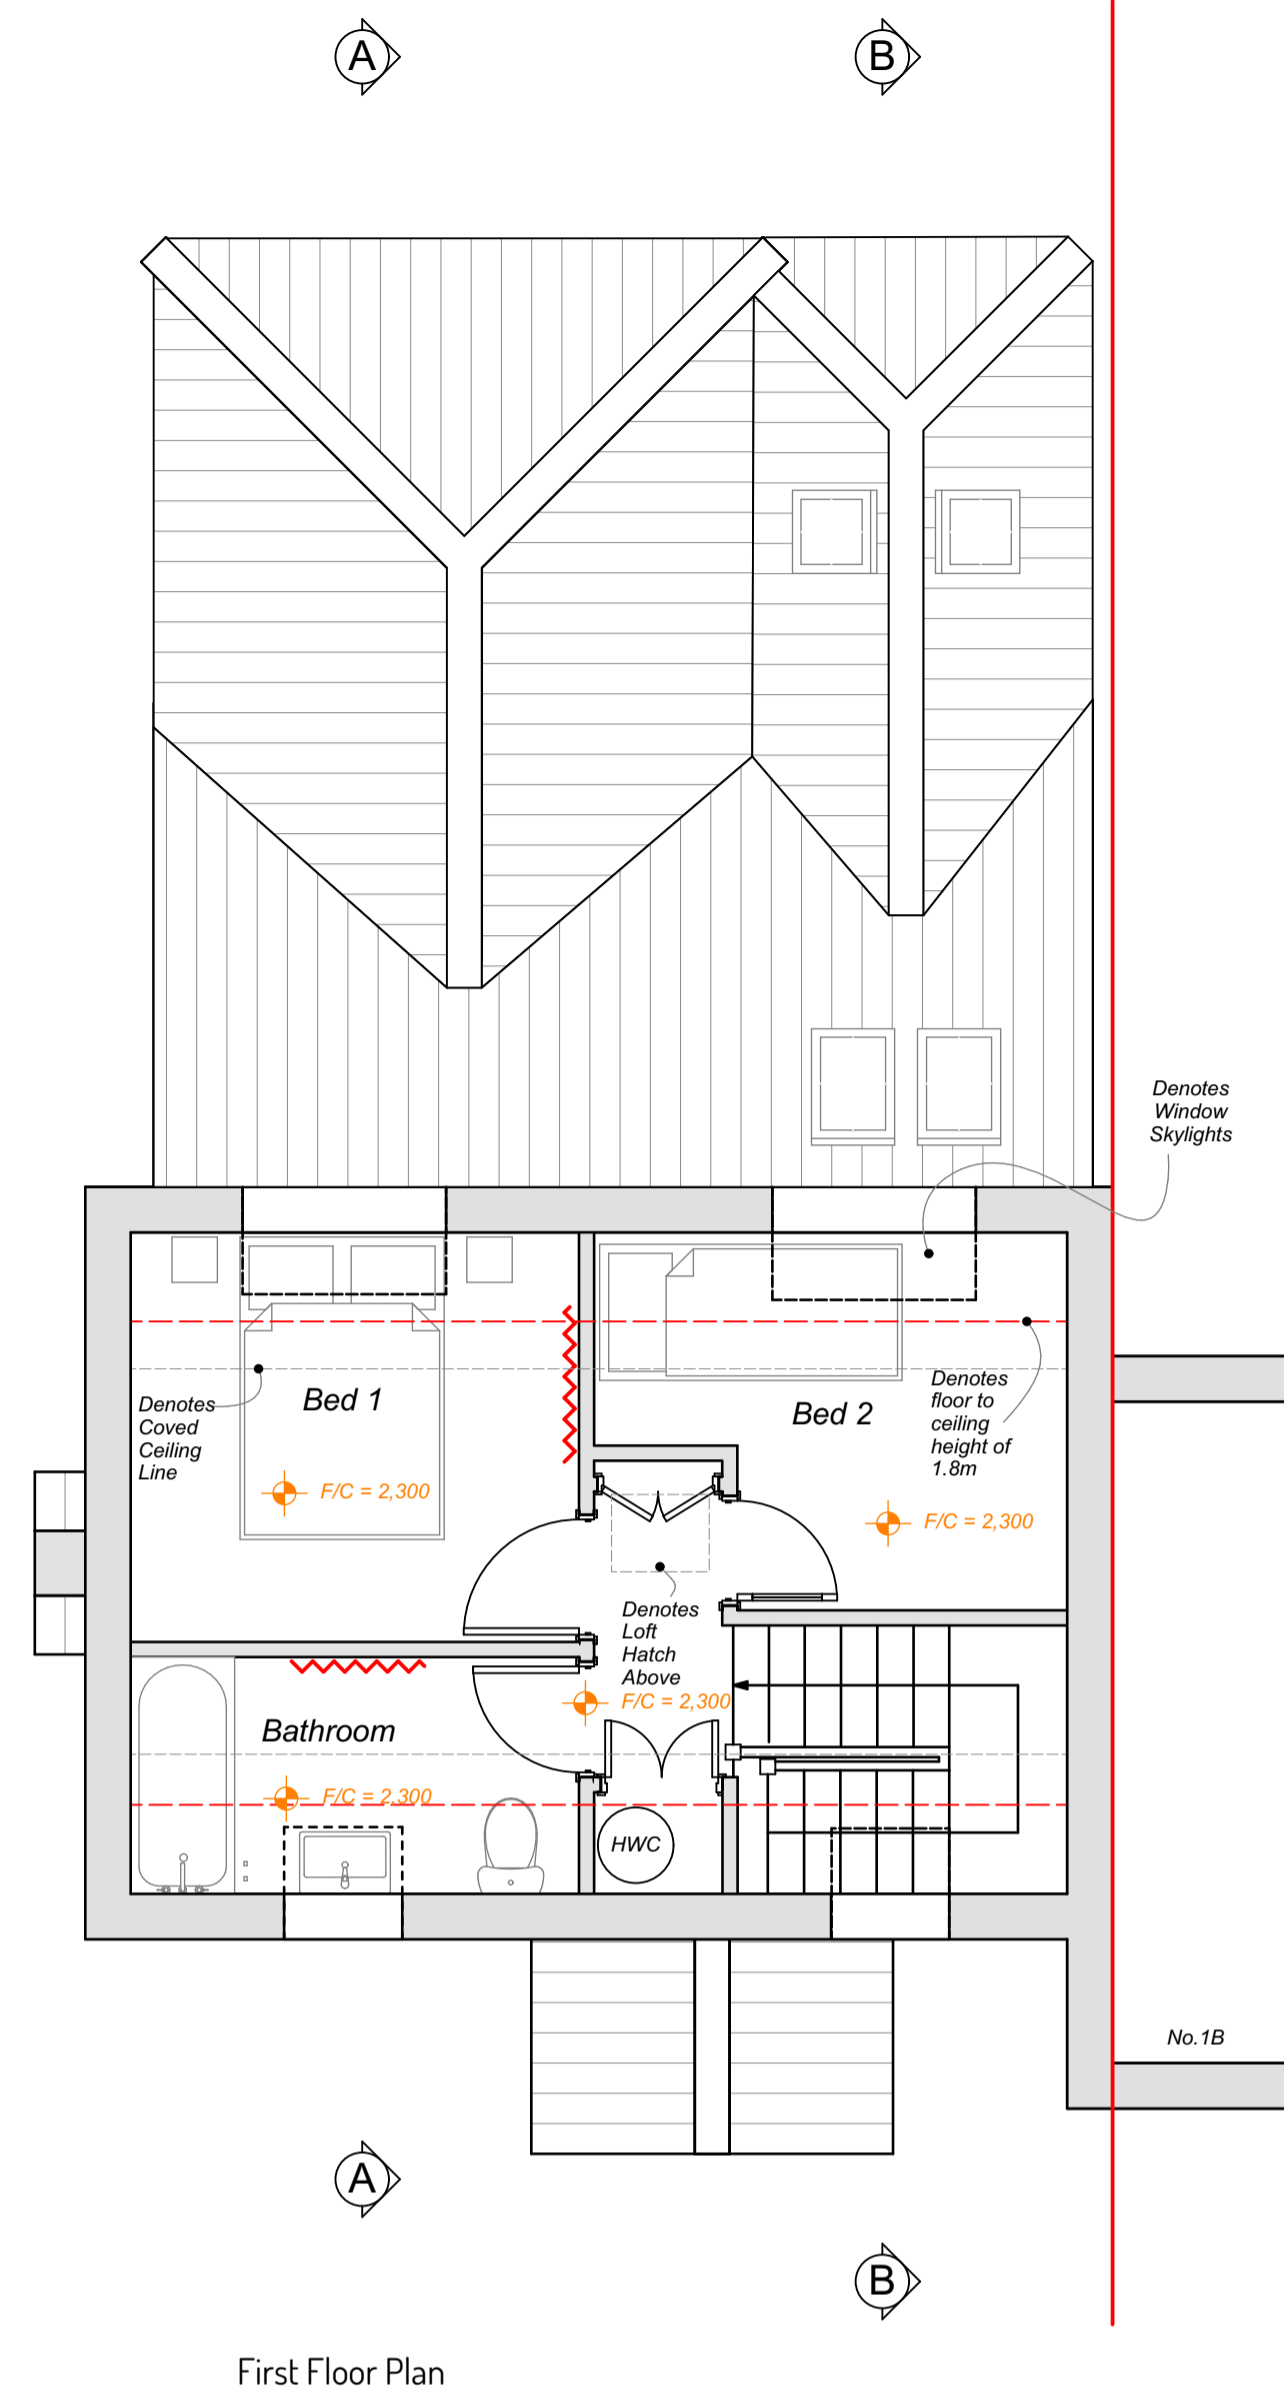 A
B
Denotes
Window
Skylights
Denotes
Coved
Ceiling
Line
Bed 1
F/C = 2,300
Bed 2
Denotes
floor to
ceiling
height of
1.8m
F/C = 2,300
Denotes
Loft
Hatch
Above
F/C = 2,300
Bathroom
F/C = 2,300
HWC
No.1B
A
B
First Floor Plan